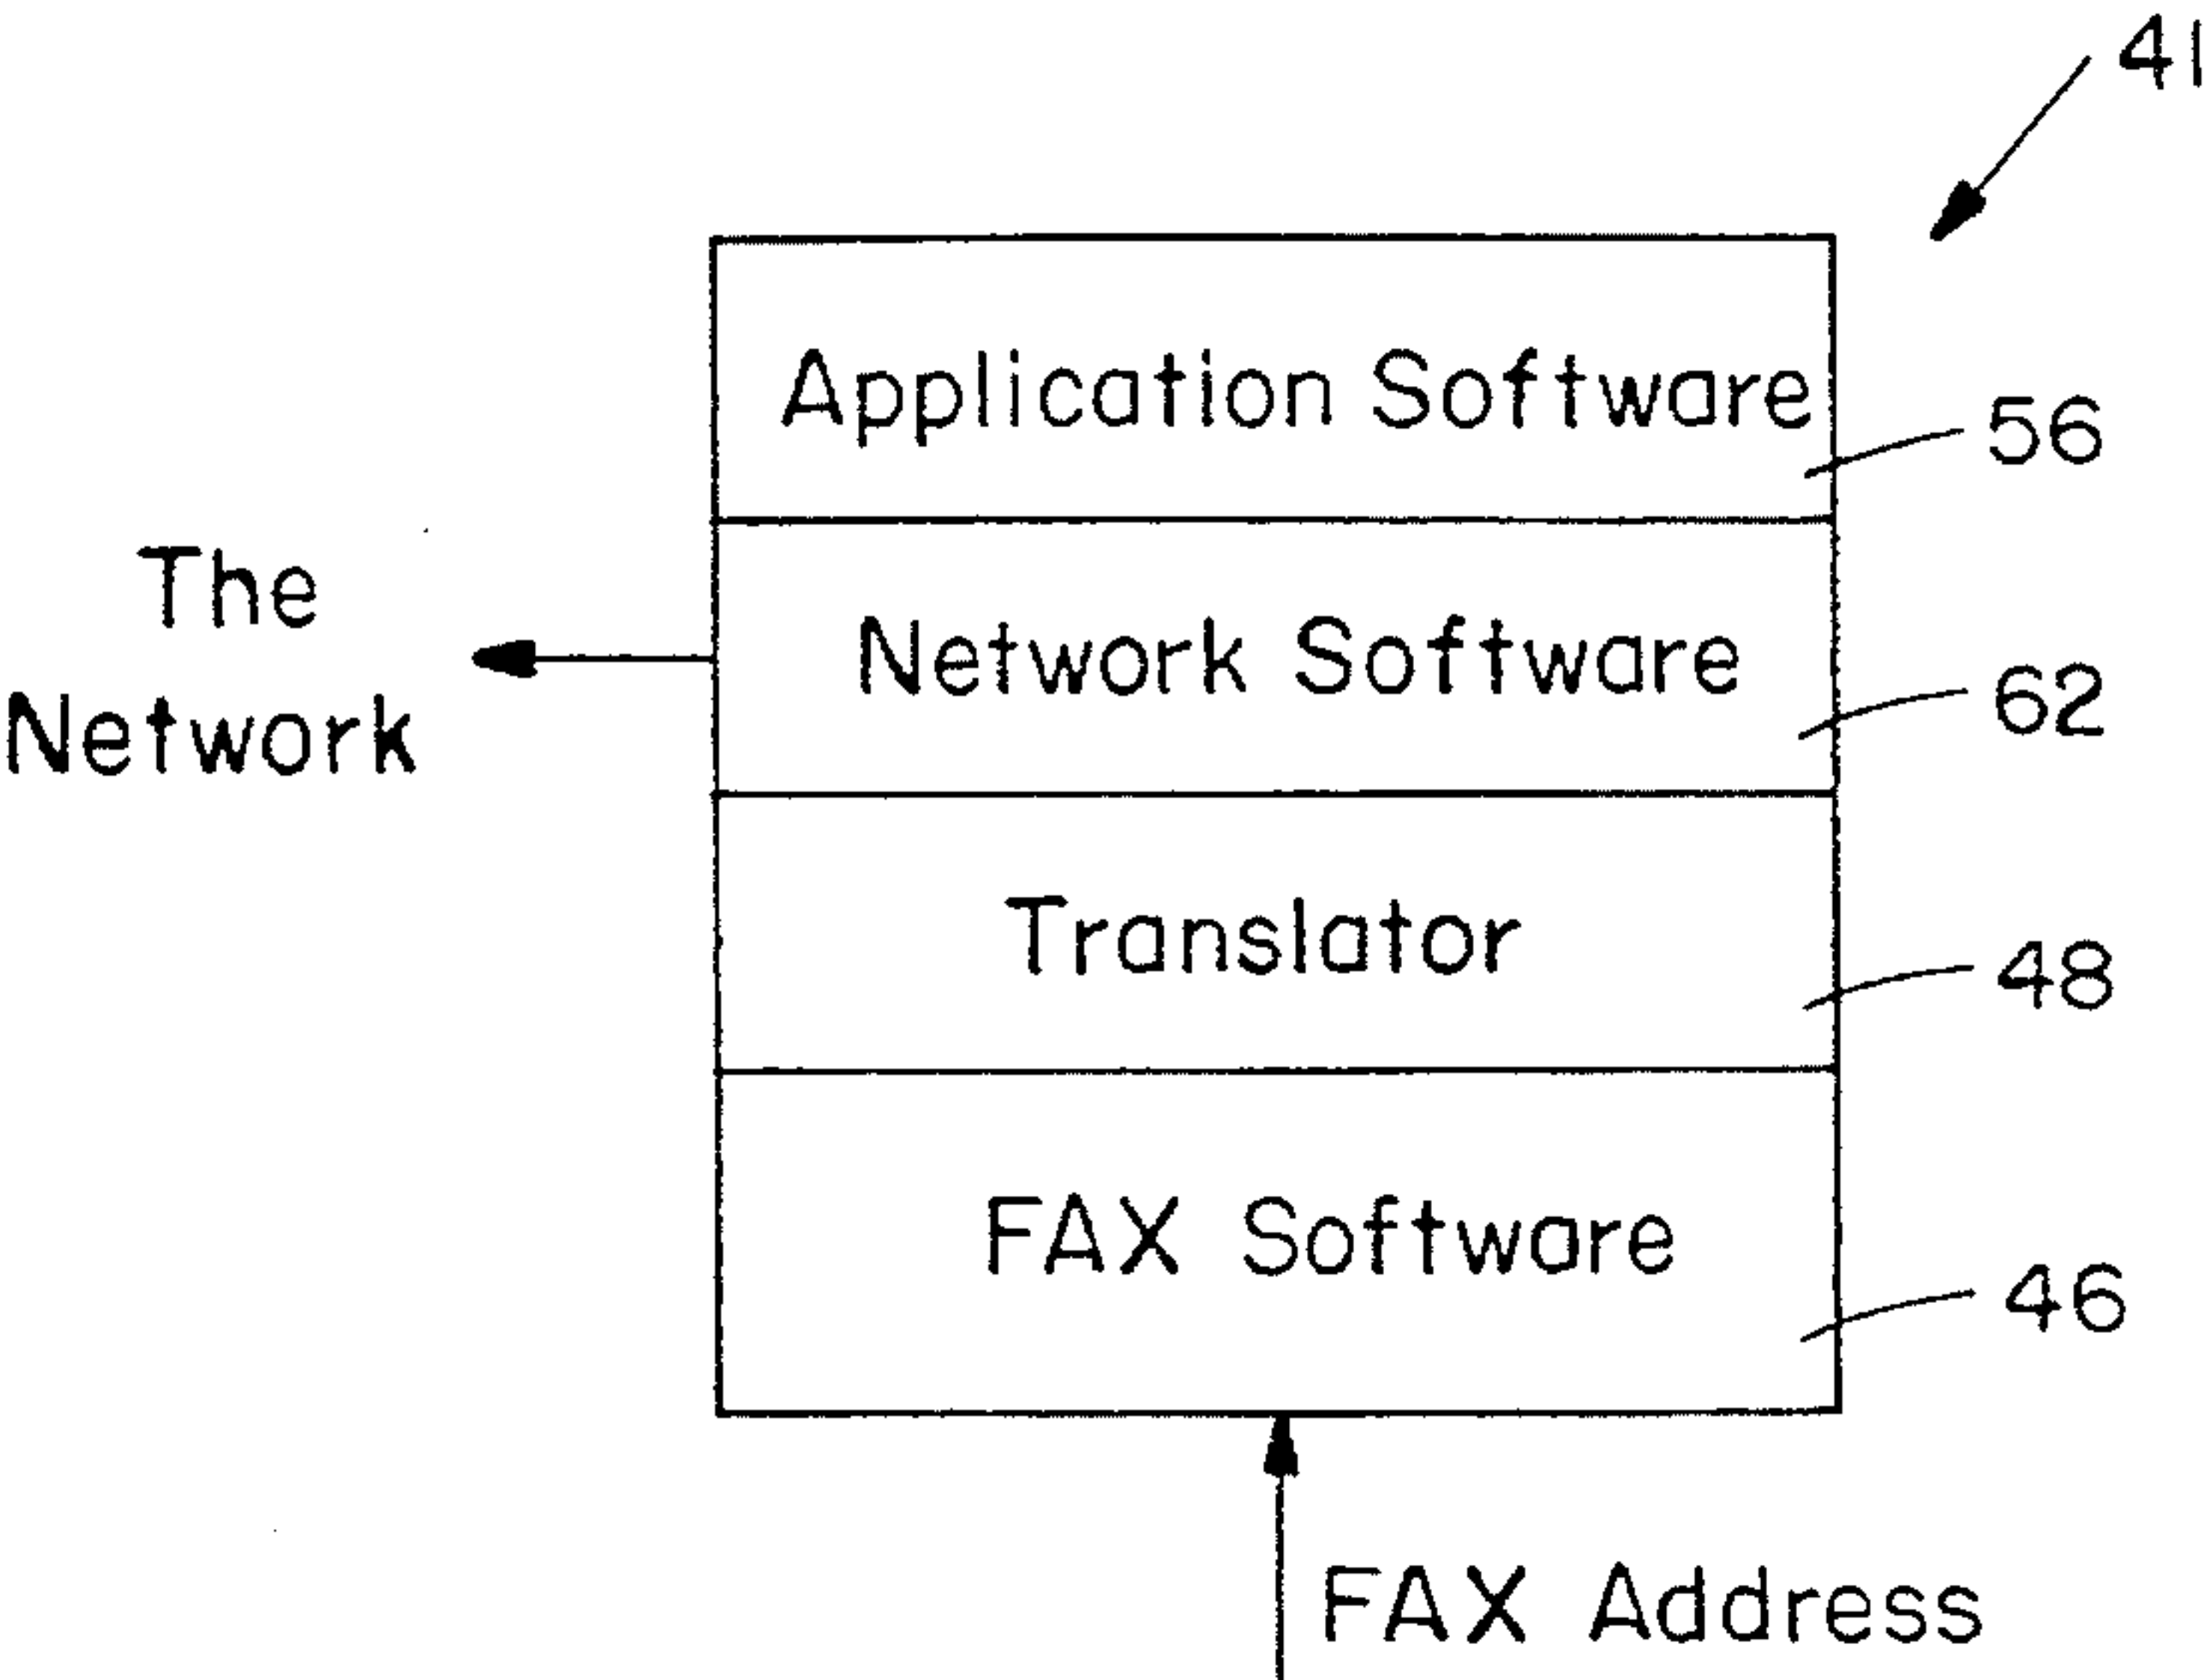 41
Application Software
56
The
Network
Network Software
62
Translator
48
FAX Software
46
FAX Address